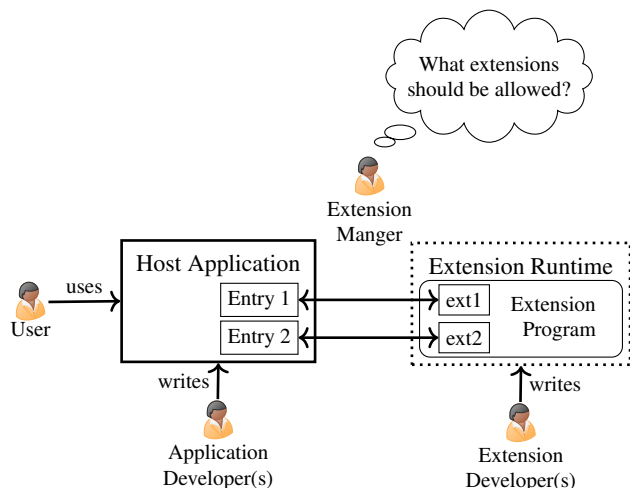 What extensions
should be allowed?
Extension
Manger
Host Application
Extension Runtime
uses
User
Entry 1
Entry 2
ext1
ext2
Extension
Program
writes
writes
Application
Developer(s)
Extension
Developer(s)